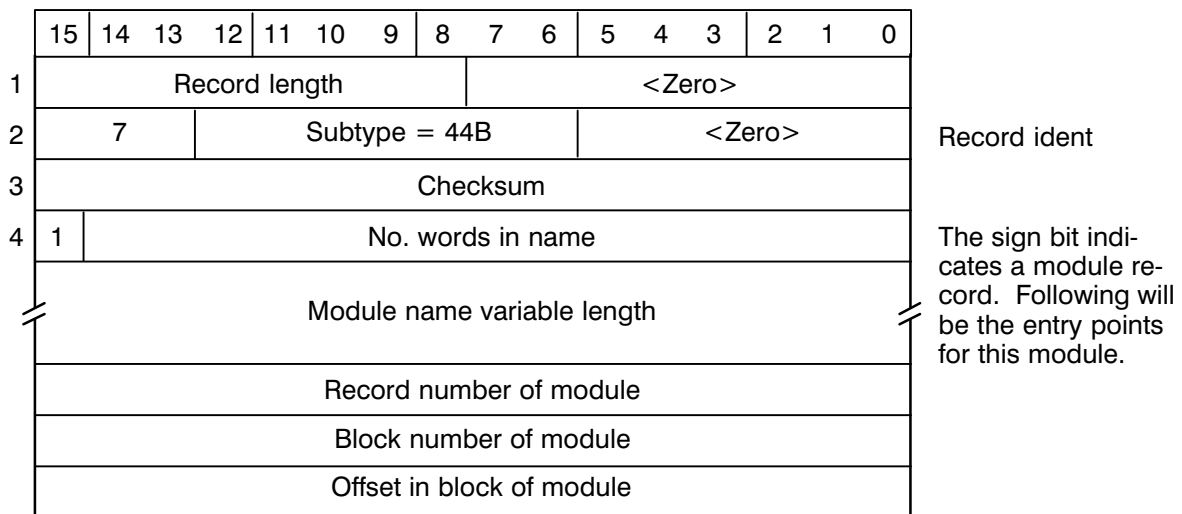 15 14 13 12 11 10 9 8 7 6 5 4 3 2 1 0
1 Record length <Zero>
2 7 Subtype = 44B <Zero> Record ident
3 Checksum
4 1 No. words in name
The sign bit indi-
cates a module re-
cord. Following will
be the entry points
for this module.
Module name variable length
Record number of module
Block number of module
Offset in block of module